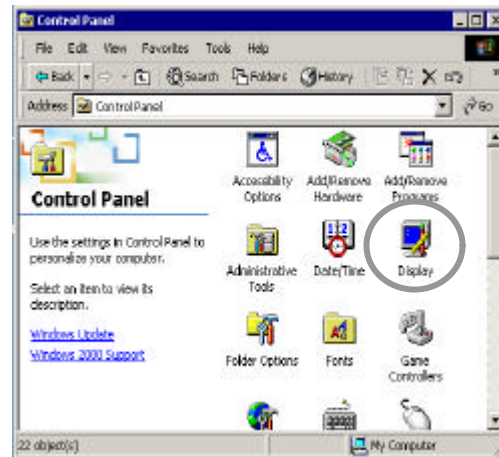 Control Panel
File Edit View Favorites Tools Help
Back Search Folders History
Address Control Panel Go
Control Panel
Use the settings in Control Panel to
personalize your computer.
Select an item to view its
description.
Windows Update
Windows 2000 Support
Accessibility
Options
Add/Remove
Hardware
Add/Remove
Programs
Administrative
Tools
Date/Time
Display
Folder Options
Fonts
Game
Controllers
22 object(s)
My Computer